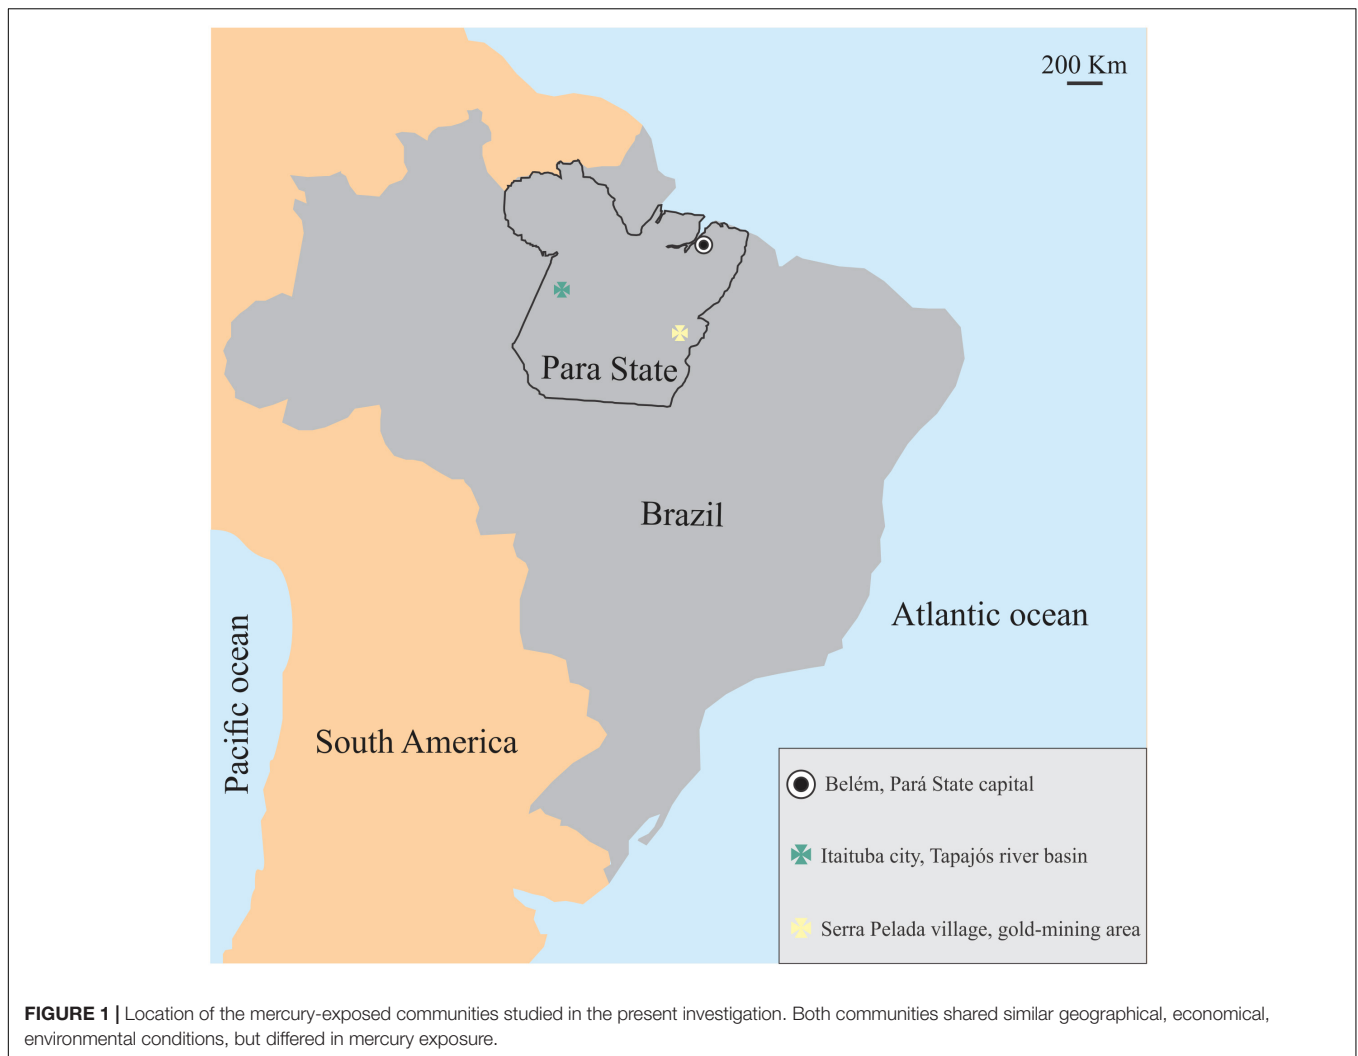 200 Km
Para State
Brazil
Atlantic ocean
Pacific ocean
South America
Belém, Pará State capital
Itaituba city, Tapajós river basin
Serra Pelada village, gold-mining area
FIGURE 1 | Location of the mercury-exposed communities studied in the present investigation. Both communities shared similar geographical, economical,
environmental conditions, but differed in mercury exposure.